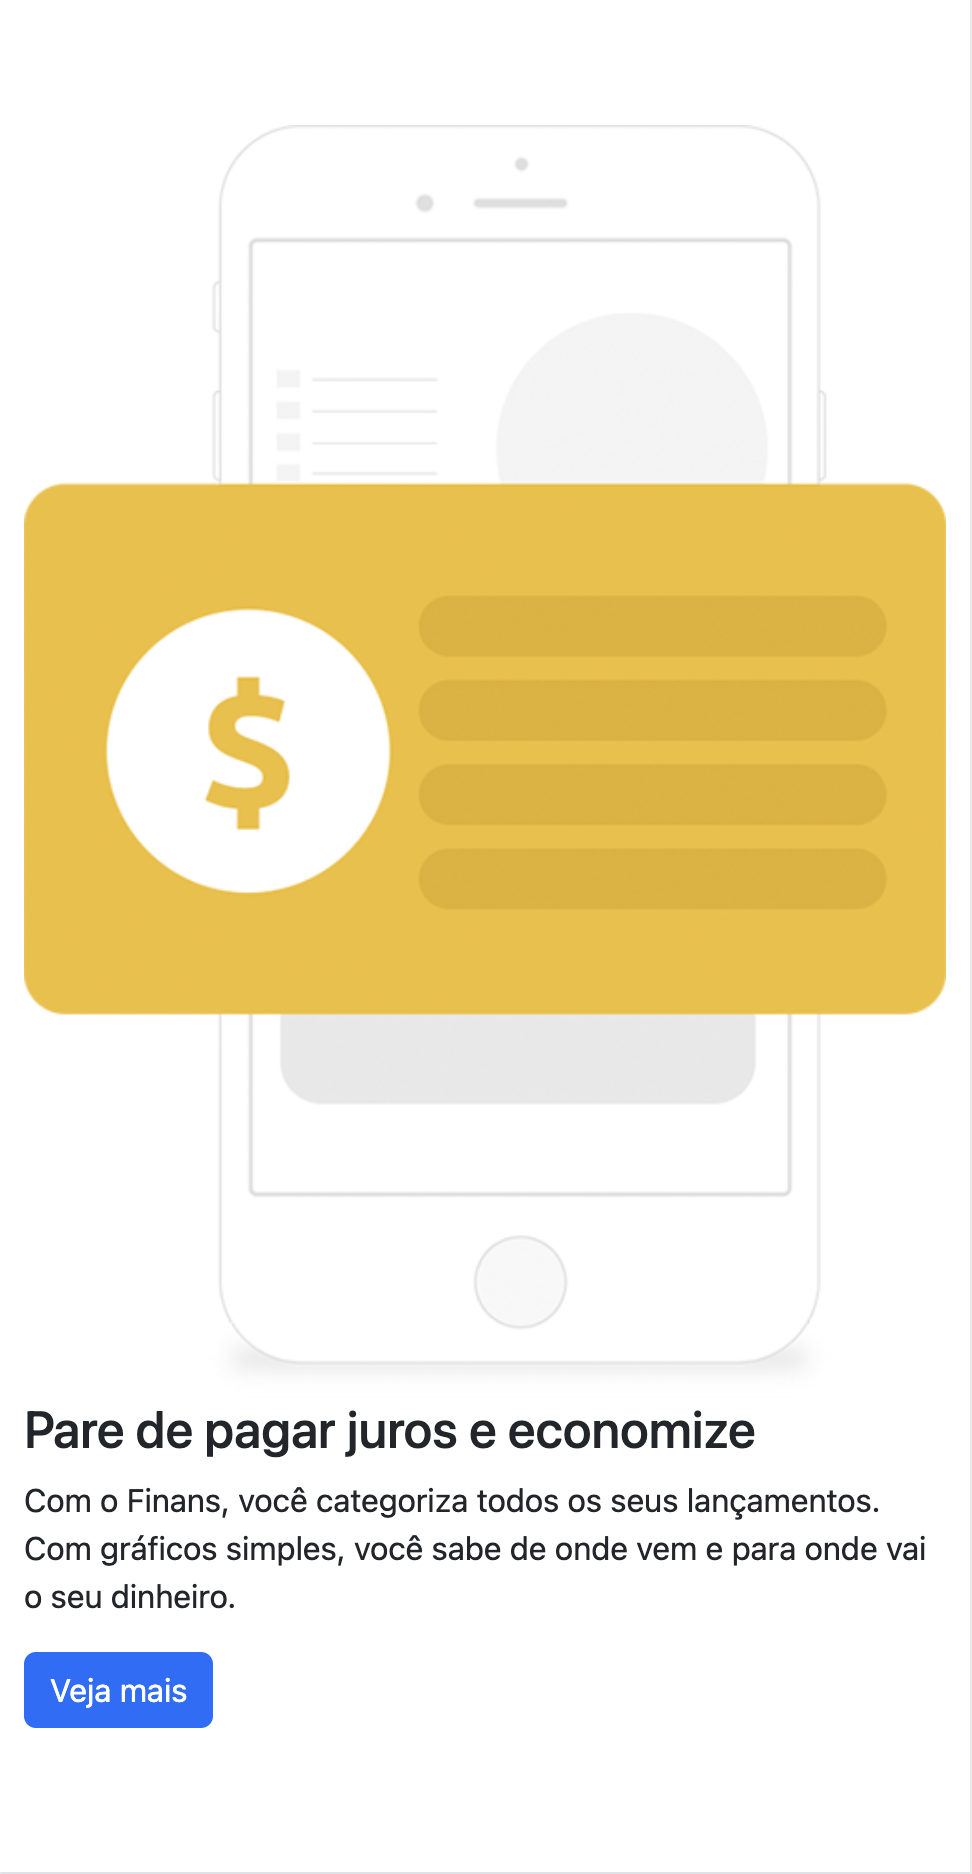 $
Pare de pagar juros e economize
Com o Finans, você categoriza todos os seus lançamentos.
Com gráficos simples, você sabe de onde vem e para onde vai
o seu dinheiro.
Veja mais